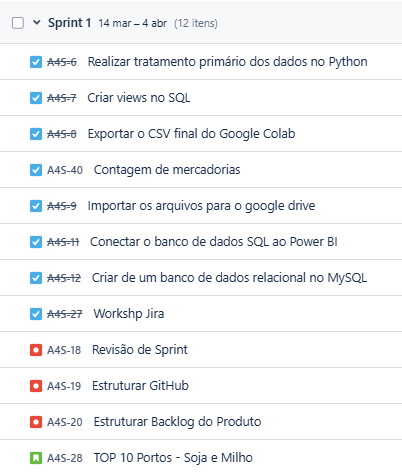 Sprint 1 14 mar – 4 abr (12 itens)
A4S-6 Realizar tratamento primário dos dados no Python
A4S-7 Criar views no SQL
A4S-8 Exportar o CSV final do Google Colab
A4S-40 Contagem de mercadorias
A4S-9 Importar os arquivos para o google drive
A4S-11 Conectar o banco de dados SQL ao Power BI
A4S-12 Criar de um banco de dados relacional no MySQL
A4S-27 Workshp Jira
A4S-18 Revisão de Sprint
A4S-19 Estruturar GitHub
A4S-20 Estruturar Backlog do Produto
A4S-28 TOP 10 Portos - Soja e Milho